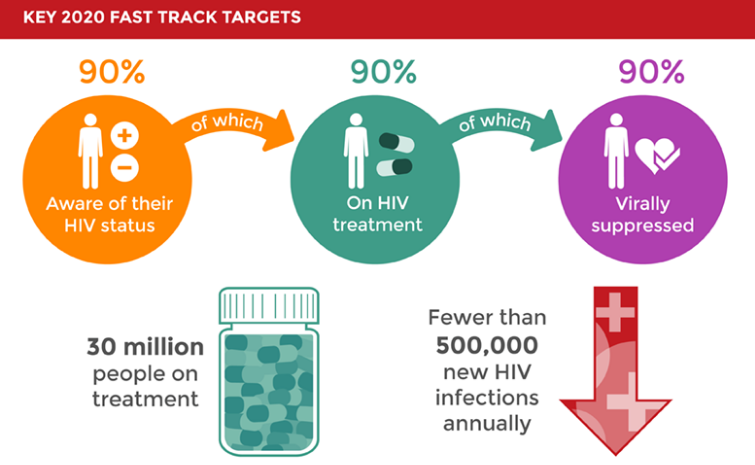 KEY 2020 FAST TRACK TARGETS
90%
of which
90%
of which
90%
Aware of their
HIV status
On HIV
treatment
Virally
suppressed
30 million
people on
treatment
Fewer than
500,000
new HIV
infections
annually